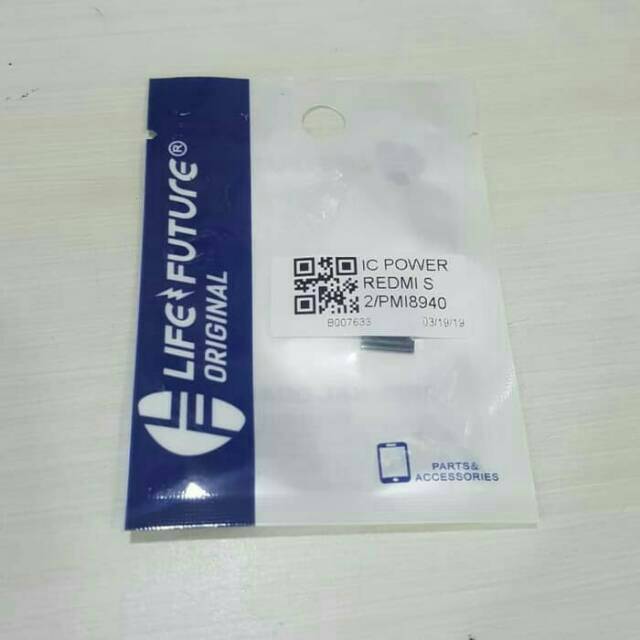 LIFE FUTURE®
ORIGINAL
IC POWER
REDMI S
2/PMI8940
B007633 03/19/19
PARTS&
ACCESSORIES